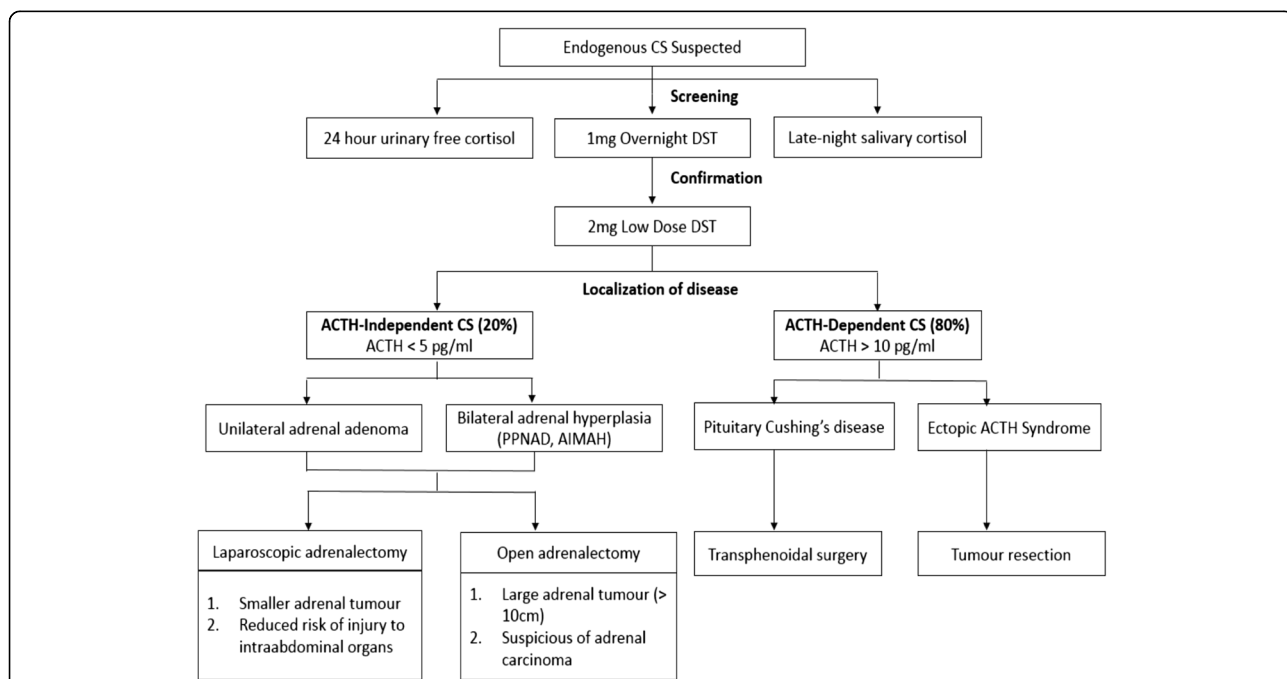 Endogenous CS Suspected
Screening
24 hour urinary free cortisol
1mg Overnight DST
Late-night salivary cortisol
Confirmation
2mg Low Dose DST
Localization of disease
ACTH-Independent CS (20%)
ACTH < 5 pg/ml
ACTH-Dependent CS (80%)
ACTH > 10 pg/ml
Unilateral adrenal adenoma
Bilateral adrenal hyperplasia
(PPNAD, AIMAH)
Pituitary Cushing's disease
Ectopic ACTH Syndrome
Laparoscopic adrenalectomy
1. Smaller adrenal tumour
2. Reduced risk of injury to
intraabdominal organs
Open adrenalectomy
1. Large adrenal tumour (>
10cm)
2. Suspicious of adrenal
carcinoma
Transphenoidal surgery
Tumour resection